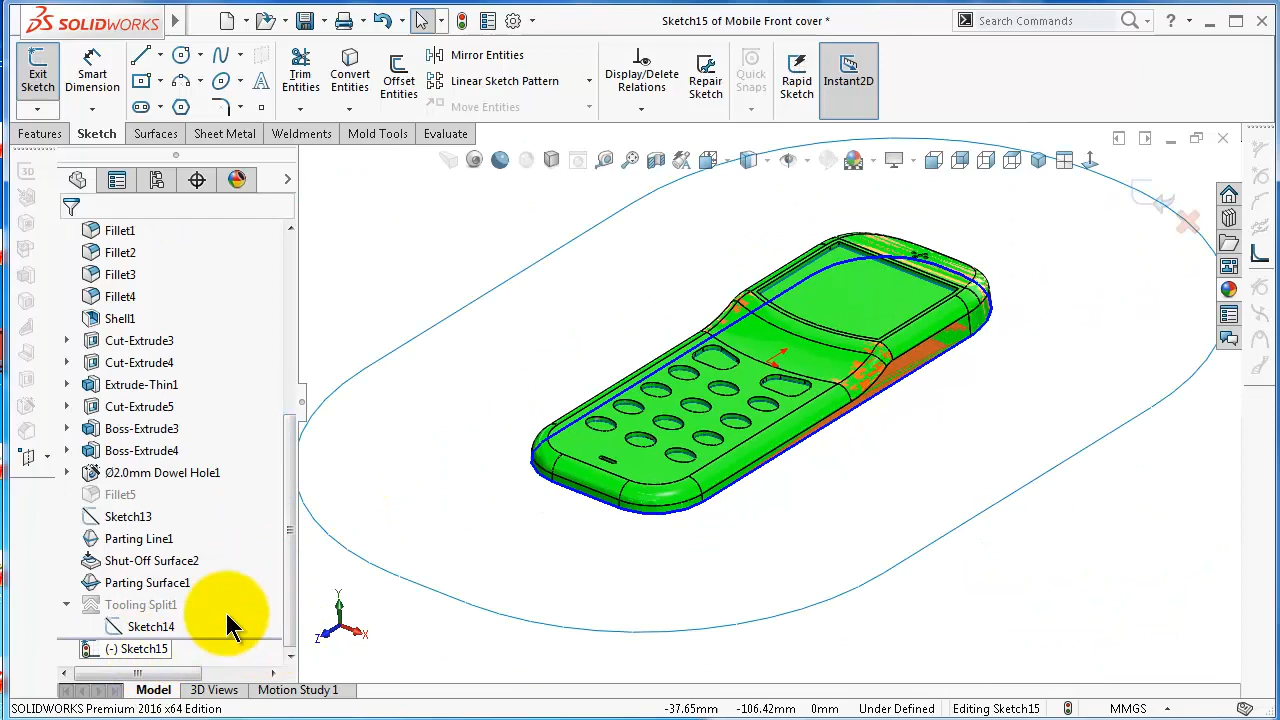 SOLIDWORKS
Sketch15 of Mobile Front cover *
Search Commands
?
Exit Sketch
Smart Dimension
Trim Entities
Convert Entities
Offset Entities
Mirror Entities
Linear Sketch Pattern
Move Entities
Display/Delete Relations
Repair Sketch
Quick Snaps
Rapid Sketch
Instant2D
Features
Sketch
Surfaces
Sheet Metal
Weldments
Mold Tools
Evaluate
3D
Fillet1
Fillet2
Fillet3
Fillet4
Shell1
Cut-Extrude3
Cut-Extrude4
Extrude-Thin1
Cut-Extrude5
Boss-Extrude3
Boss-Extrude4
Ø2.0mm Dowel Hole1
Fillet5
Sketch13
Parting Line1
Shut-Off Surface2
Parting Surface1
Tooling Split1
Sketch14
(-) Sketch15
Y
Z
X
Model
3D Views
Motion Study 1
SOLIDWORKS Premium 2016 x64 Edition
-37.65mm
-106.42mm
0mm
Under Defined
Editing Sketch15
MMGS